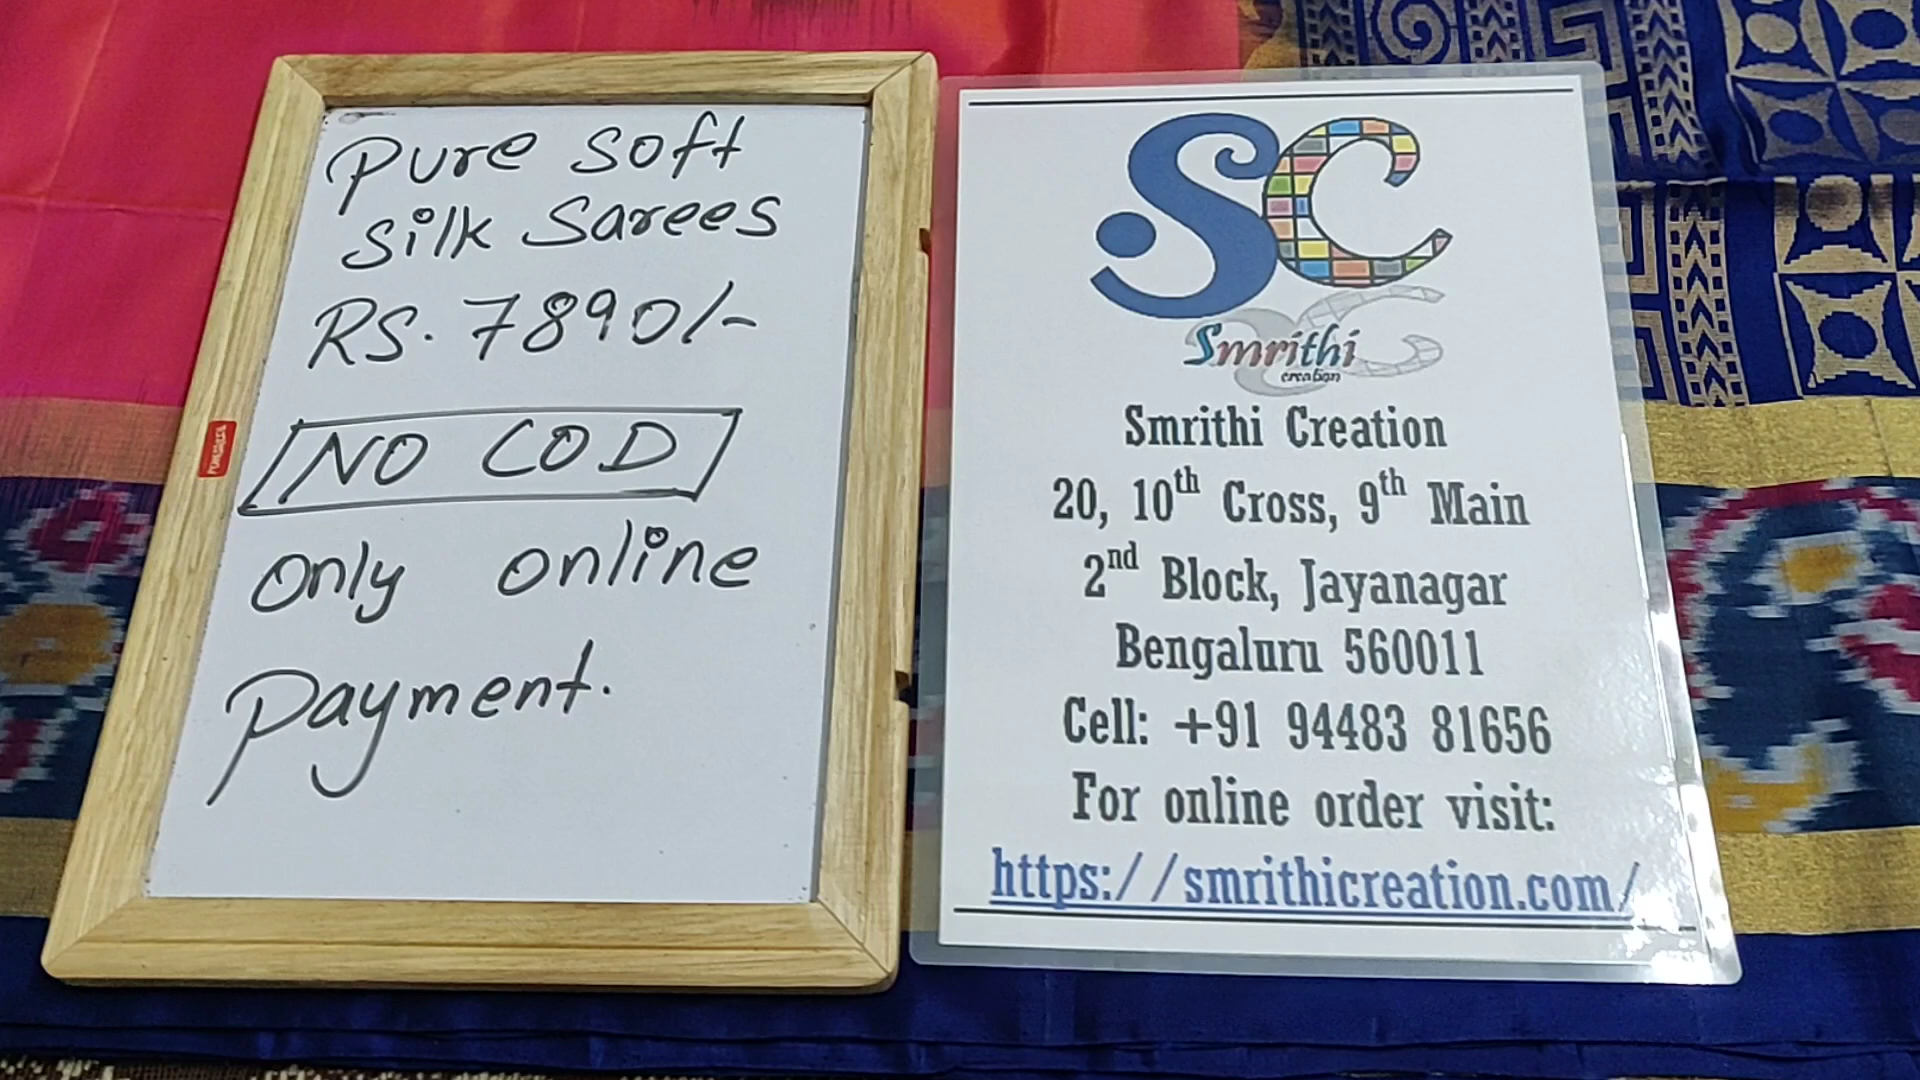 Pure soft
silk Sarees
RS. 7890/-
NO COD
only online
payment.
SC
Smrithi
creation
Smrithi Creation
20, 10th Cross, 9th Main
2nd Block, Jayanagar
Bengaluru 560011
Cell: +91 94483 81656
For online order visit:
https://smrithicreation.com/